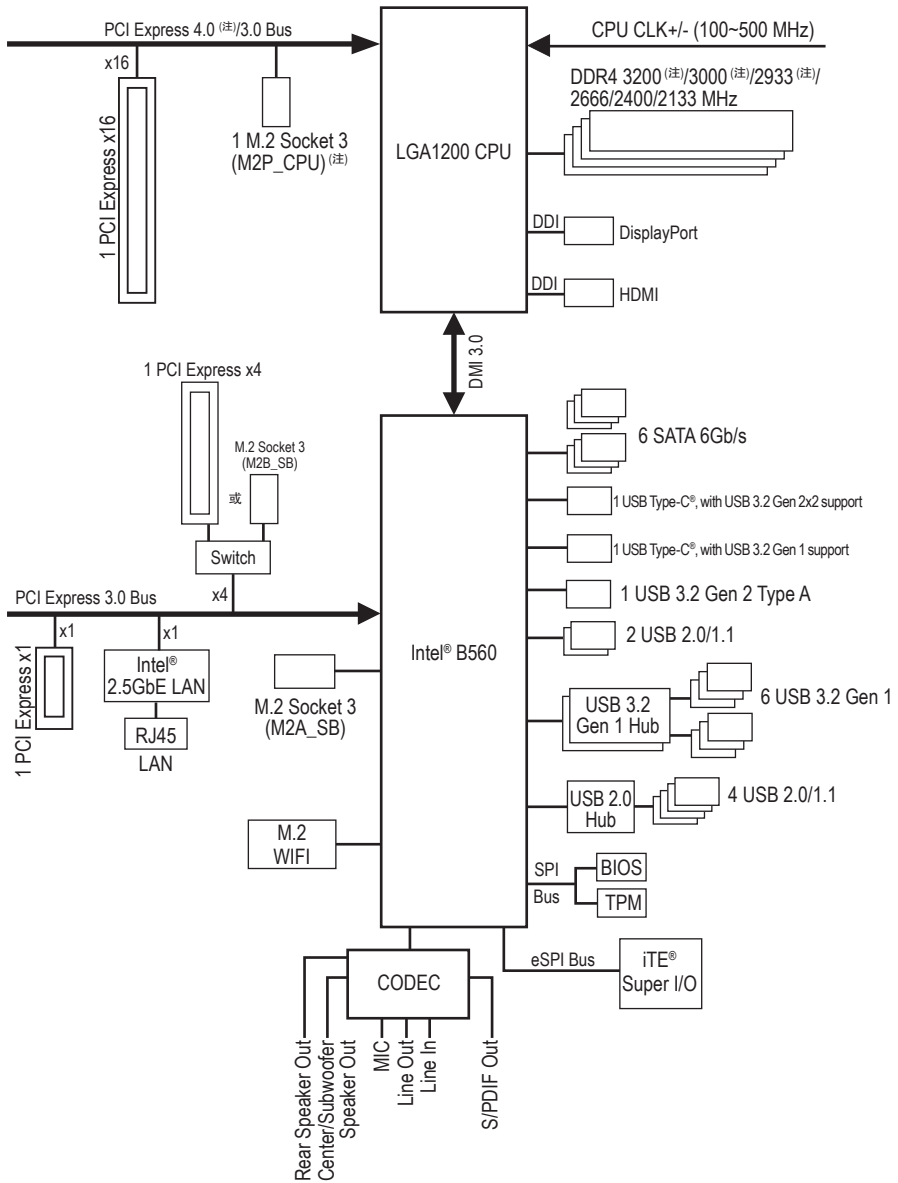 PCI Express 4.0 (注)/3.0 Bus
CPU CLK+/- (100~500 MHz)
x16
1 PCI Express x16
1 M.2 Socket 3
(M2P_CPU) (注)
LGA1200 CPU
DDR4 3200 (注)/3000 (注)/2933 (注)/
2666/2400/2133 MHz
DDI
DisplayPort
DDI
HDMI
DMI 3.0
1 PCI Express x4
M.2 Socket 3
(M2B_SB)
或
Switch
x4
PCI Express 3.0 Bus
x1
1 PCI Express x1
x1
Intel®
2.5GbE LAN
RJ45
LAN
Intel® B560
M.2 Socket 3
(M2A_SB)
M.2
WIFI
6 SATA 6Gb/s
1 USB Type-C®, with USB 3.2 Gen 2x2 support
1 USB Type-C®, with USB 3.2 Gen 1 support
1 USB 3.2 Gen 2 Type A
2 USB 2.0/1.1
USB 3.2
Gen 1 Hub
6 USB 3.2 Gen 1
USB 2.0
Hub
4 USB 2.0/1.1
SPI
Bus
BIOS
TPM
eSPI Bus
iTE®
Super I/O
CODEC
Rear Speaker Out
Center/Subwoofer
Speaker Out
MIC
Line Out
Line In
S/PDIF Out